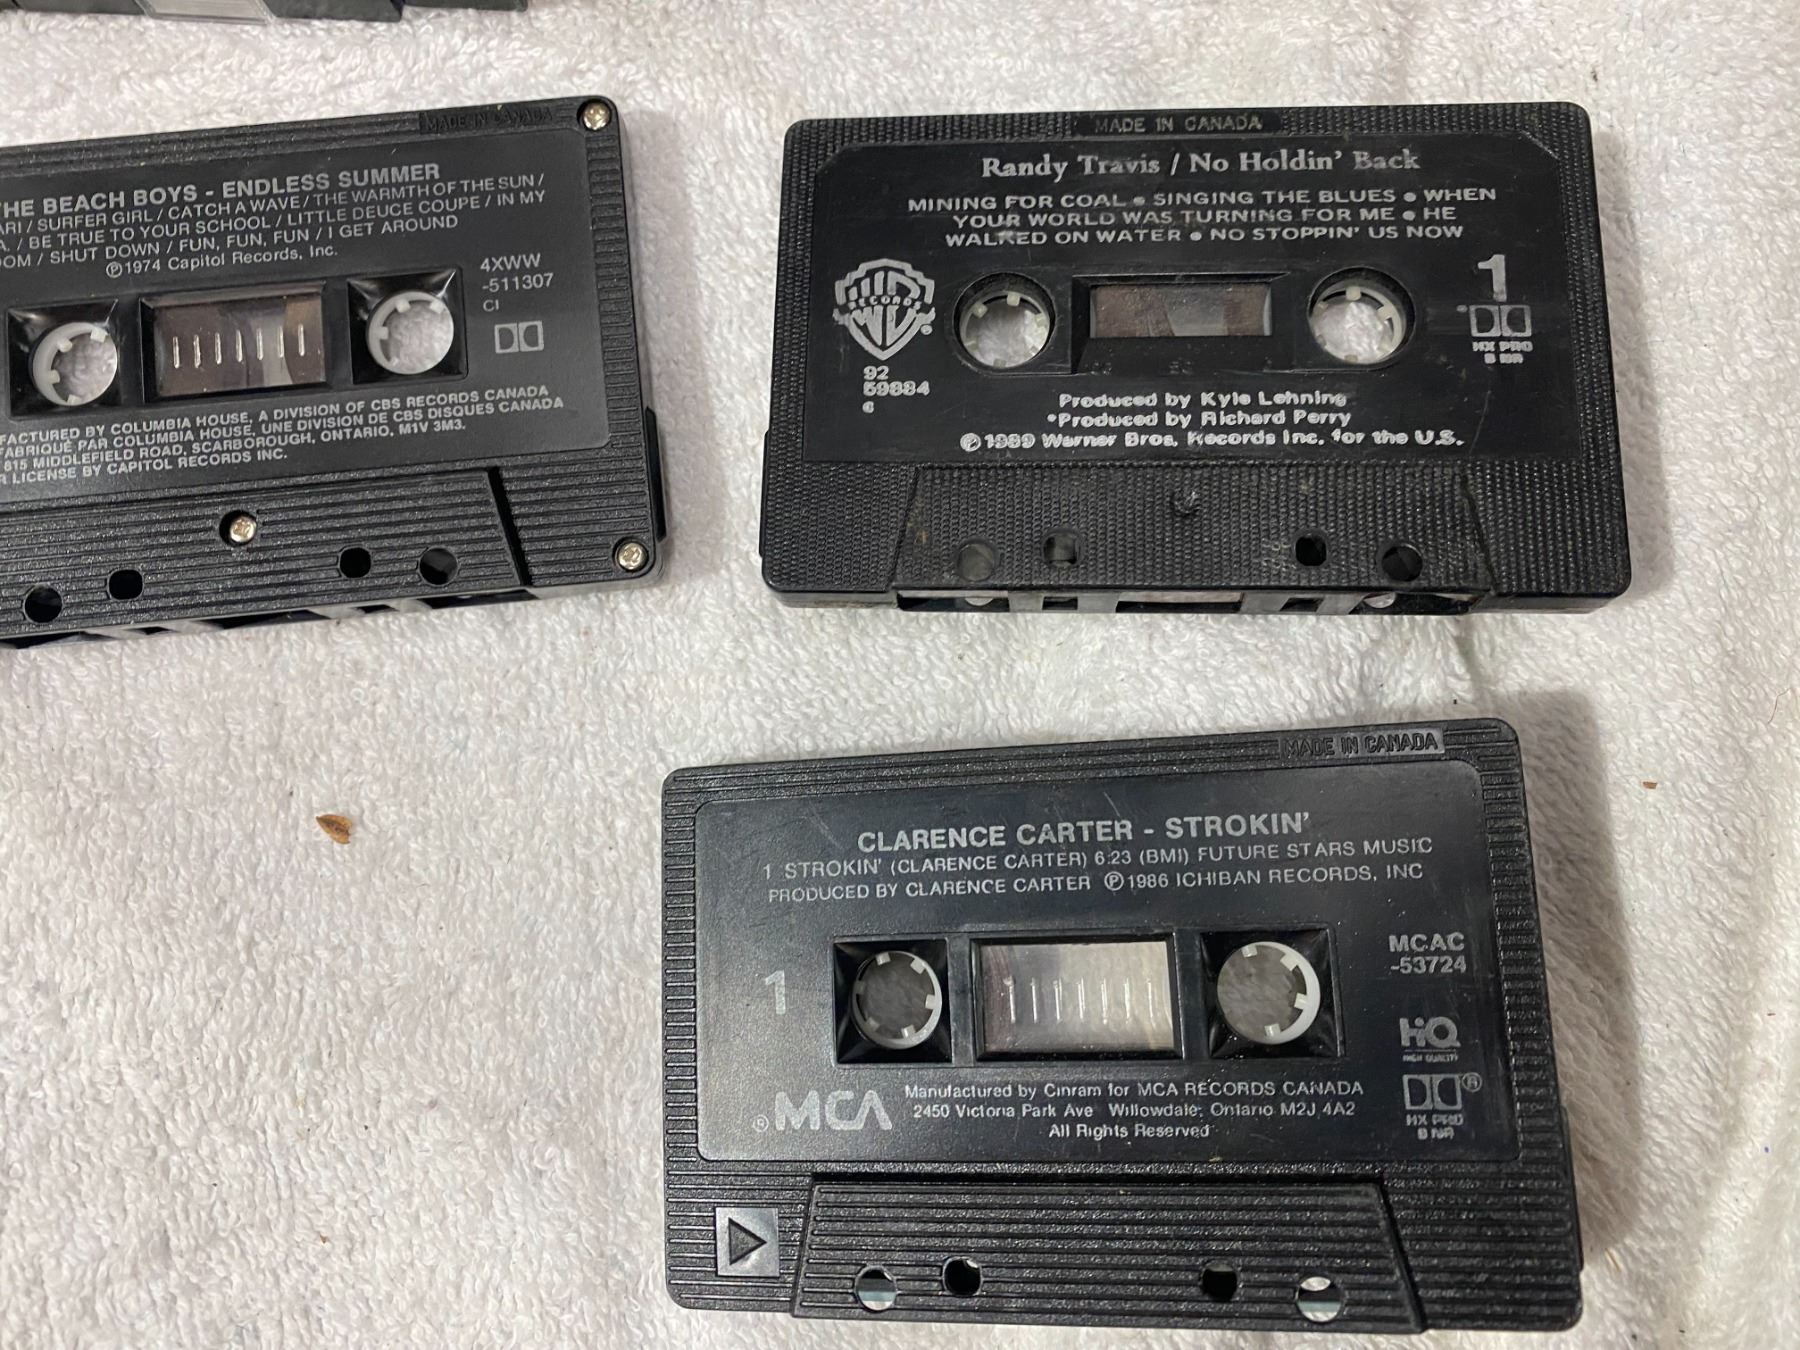 MADE IN CANADA
THE BEACH BOYS - ENDLESS SUMMER
/ SURFER GIRL / CATCH A WAVE / THE WARMTH OF THE SUN /
/ BE TRUE TO YOUR SCHOOL / LITTLE DEUCE COUPE / IN MY
/ SHUT DOWN / FUN, FUN, FUN / I GET AROUND
℗1974 Capitol Records, Inc.
4XWW
-511307
CI
BY COLUMBIA HOUSE, A DIVISION OF CBS RECORDS CANADA
FABRIQUÉ PAR COLUMBIA HOUSE, UNE DIVISION DE CBS DISQUES CANADA
815 MIDDLEFIELD ROAD, SCARBOROUGH, ONTARIO, M1V 3M3.
LICENSE BY CAPITOL RECORDS INC.
MADE IN CANADA
Randy Travis / No Holdin' Back
MINING FOR COAL • SINGING THE BLUES • WHEN
YOUR WORLD WAS TURNING FOR ME • HE
WALKED ON WATER • NO STOPPIN' US NOW
RECORDS
1
92
59884
HX PRO
B NR
Produced by Kyle Lehning
*Produced by Richard Perry
℗ 1989 Warner Bros. Records Inc. for the U.S.
MADE IN CANADA
CLARENCE CARTER - STROKIN'
1 STROKIN' (CLARENCE CARTER) 6:23 (BMI) FUTURE STARS MUSIC
PRODUCED BY CLARENCE CARTER ℗1986 ICHIBAN RECORDS, INC
1
MCAC
-53724
HiQ
HIGH QUALITY
HX PRO
B NR
®MCA
Manufactured by Cinram for MCA RECORDS CANADA
2450 Victoria Park Ave Willowdale, Ontario M2J 4A2
All Rights Reserved